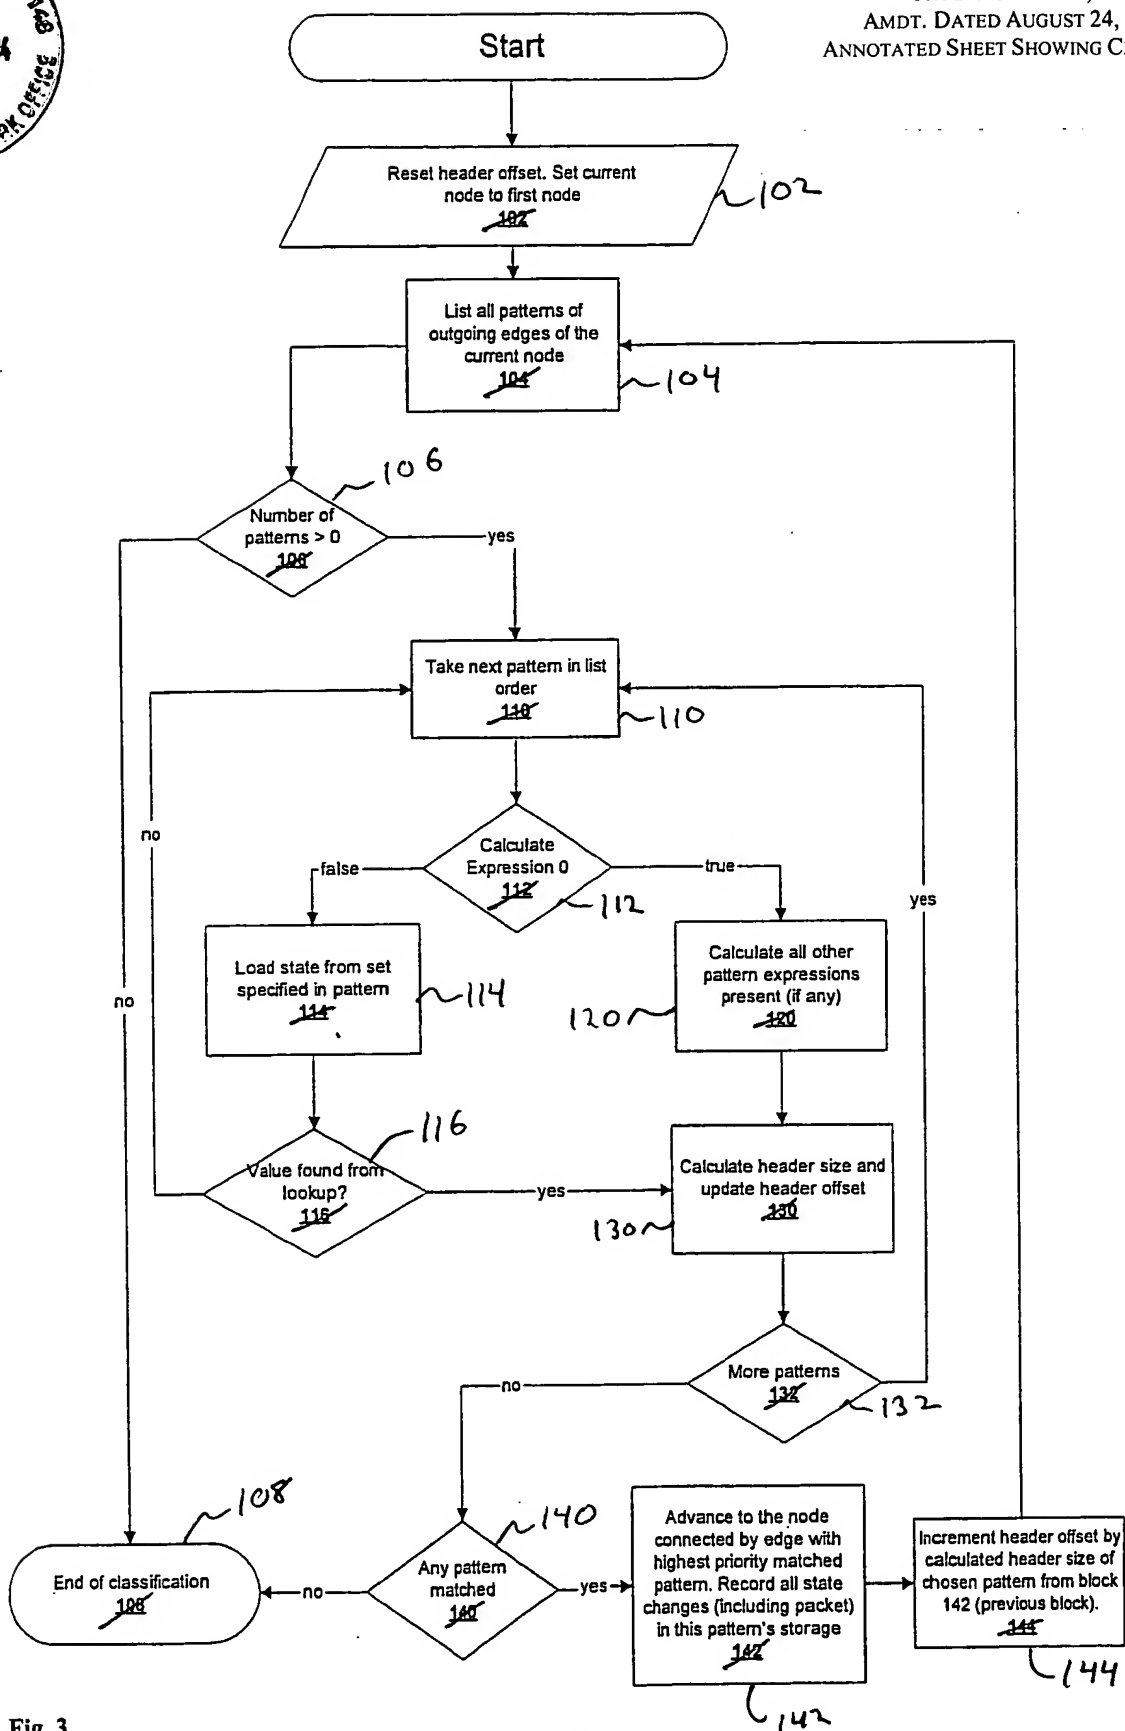 AMDT. DATED AUGUST 24,
ANNOTATED SHEET SHOWING C
RK OFFICE
Start
Reset header offset. Set current
node to first node
102
102
List all patterns of
outgoing edges of the
current node
104
104
106
Number of
patterns > 0
106
yes
Take next pattern in list
order
110
110
no
Calculate
Expression 0
112
112
false
true
yes
Load state from set
specified in pattern
114
114
Calculate all other
pattern expressions
present (if any)
120
120
no
116
Value found from
lookup?
116
yes
Calculate header size and
update header offset
130
130
More patterns
132
132
no
108
End of classification
108
no
140
Any pattern
matched
140
yes
Advance to the node
connected by edge with
highest priority matched
pattern. Record all state
changes (including packet)
in this pattern's storage
142
142
Increment header offset by
calculated header size of
chosen pattern from block
142 (previous block).
144
144
Fig. 3